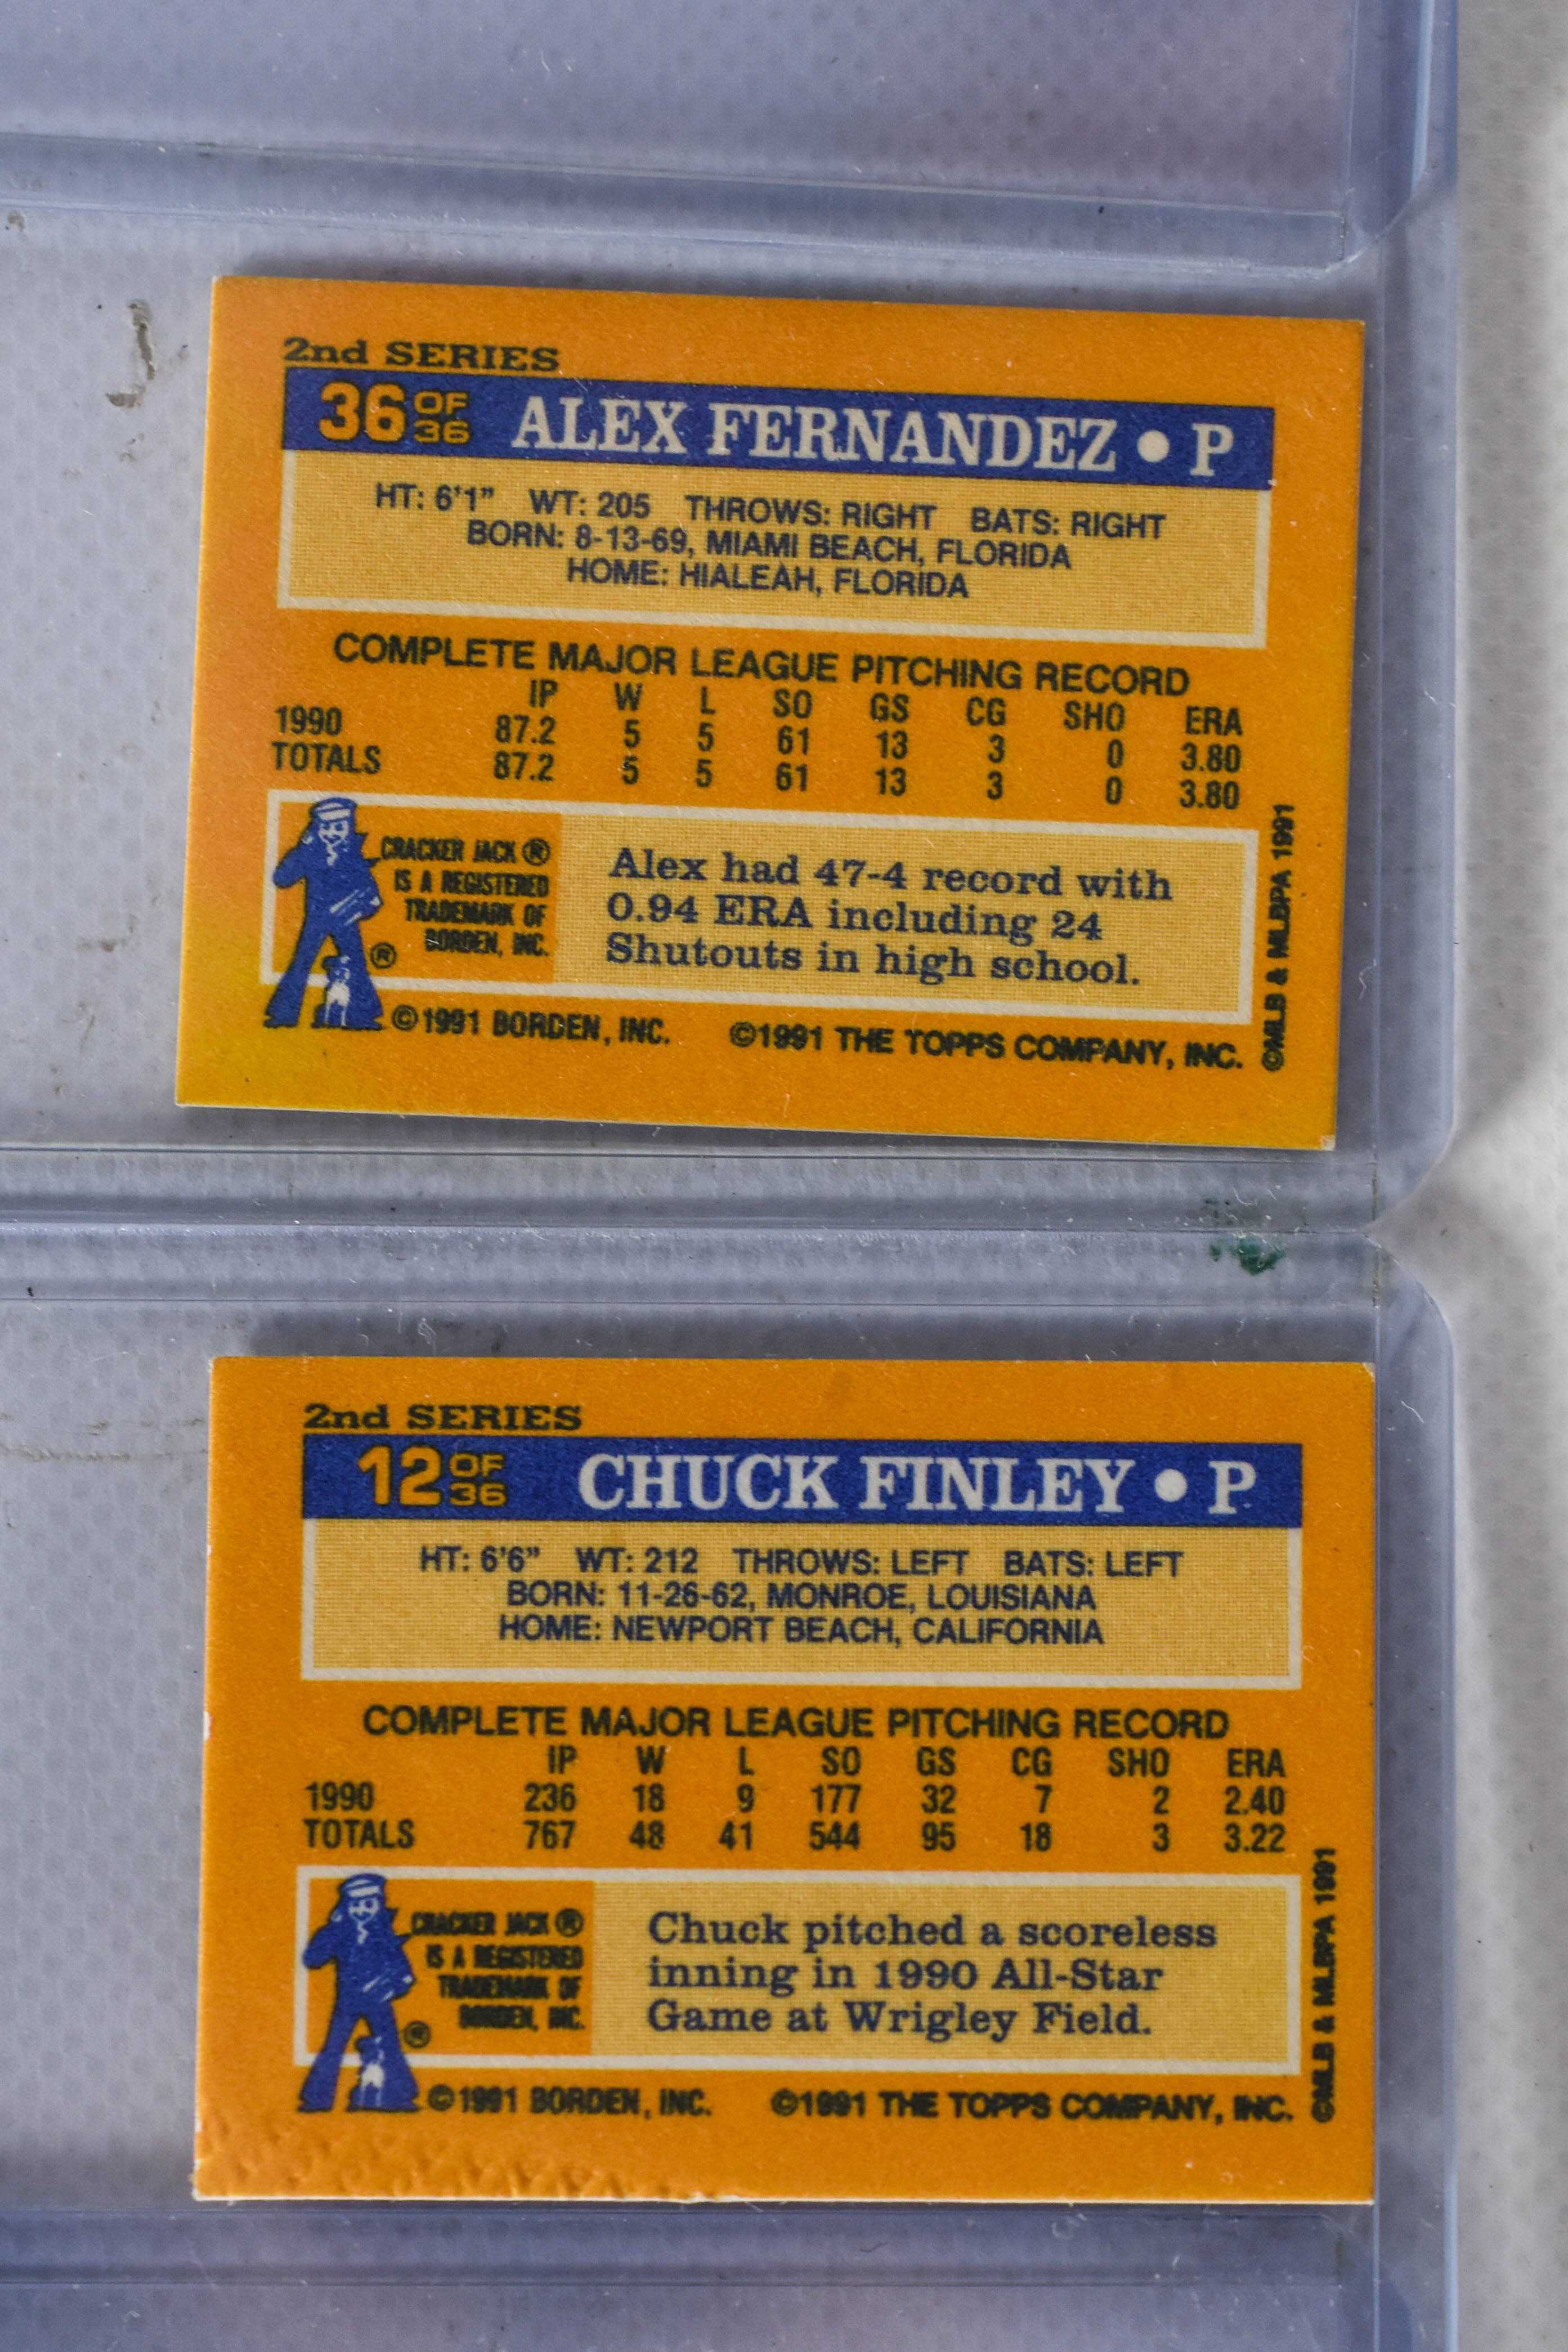 2nd SERIES
36 OF 36 ALEX FERNANDEZ • P
HT: 6'1" WT: 205 THROWS: RIGHT BATS: RIGHT
BORN: 8-13-69, MIAMI BEACH, FLORIDA
HOME: HIALEAH, FLORIDA
COMPLETE MAJOR LEAGUE PITCHING RECORD
IP W L SO GS CG SHO ERA
1990 87.2 5 5 61 13 3 0 3.80
TOTALS 87.2 5 5 61 13 3 0 3.80
CRACKER JACK ®
IS A REGISTERED
TRADEMARK OF
BORDEN, INC.
®
Alex had 47-4 record with
0.94 ERA including 24
Shutouts in high school.
©1991 BORDEN, INC. ©1991 THE TOPPS COMPANY, INC.
©MLB & MLBPA 1991
2nd SERIES
12 OF 36 CHUCK FINLEY • P
HT: 6'6" WT: 212 THROWS: LEFT BATS: LEFT
BORN: 11-26-62, MONROE, LOUISIANA
HOME: NEWPORT BEACH, CALIFORNIA
COMPLETE MAJOR LEAGUE PITCHING RECORD
IP W L SO GS CG SHO ERA
1990 236 18 9 177 32 7 2 2.40
TOTALS 767 48 41 544 95 18 3 3.22
CRACKER JACK ®
IS A REGISTERED
TRADEMARK OF
BORDEN, INC.
®
Chuck pitched a scoreless
inning in 1990 All-Star
Game at Wrigley Field.
©1991 BORDEN, INC. ©1991 THE TOPPS COMPANY, INC.
©MLB & MLBPA 1991